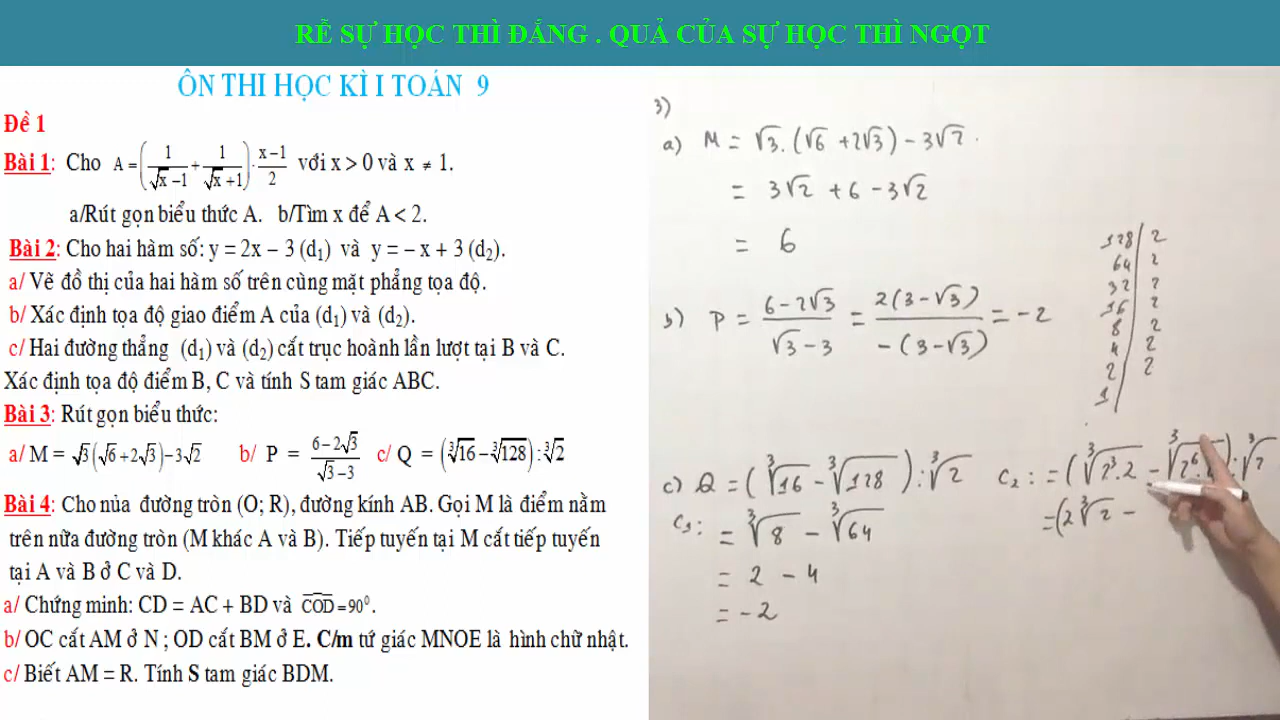 RỄ SỰ HỌC THÌ ĐẮNG . QUẢ CỦA SỰ HỌC THÌ NGỌT
ÔN THI HỌC KÌ I TOÁN 9
Đề 1
Bài 1: Cho A = (1/(√x −1) + 1/(√x +1)) · (x−1)/2 với x > 0 và x ≠ 1.
a/Rút gọn biểu thức A. b/Tìm x để A < 2.
Bài 2: Cho hai hàm số: y = 2x − 3 (d₁) và y = − x + 3 (d₂).
a/ Vẽ đồ thị của hai hàm số trên cùng mặt phẳng tọa độ.
b/ Xác định tọa độ giao điểm A của (d₁) và (d₂).
c/ Hai đường thẳng (d₁) và (d₂) cắt trục hoành lần lượt tại B và C.
Xác định tọa độ điểm B, C và tính S tam giác ABC.
Bài 3: Rút gọn biểu thức:
a/ M = √3(√6 + 2√3) − 3√2 b/ P = (6 − 2√3)/(√3 − 3) c/ Q = (∛16 − ∛128) : ∛2
Bài 4: Cho nủa đường tròn (O; R), đường kính AB. Gọi M là điểm nằm
trên nữa đường tròn (M khác A và B). Tiếp tuyến tại M cắt tiếp tuyến
tại A và B ở C và D.
a/ Chứng minh: CD = AC + BD và COD = 90⁰.
b/ OC cắt AM ở N ; OD cắt BM ở E. C/m tứ giác MNOE là hình chữ nhật.
c/ Biết AM = R. Tính S tam giác BDM.
3)
a) M = √3 . (√6 + 2√3) − 3√2 .
= 3√2 + 6 − 3√2
= 6
b) P = (6 − 2√3)/(√3 − 3) = 2(3 − √3)/−(3 − √3) = −2
128 | 2
64 | 2
32 | 2
16 | 2
8 | 2
4 | 2
2 | 2
1 |
c) Q = (∛16 − ∛128) : ∛2
C₁: = ∛8 − ∛64
= 2 − 4
= −2
C₂ : = (∛2³.2 − ∛2⁶.2) : ∛2
= (2∛2 −